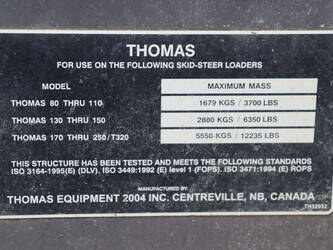 THOMAS
FOR USE ON THE FOLLOWING SKID-STEER LOADERS
MODEL MAXIMUM MASS
THOMAS 80 THRU 110 1679 KGS / 3700 LBS
THOMAS 130 THRU 150 2880 KGS / 6350 LBS
THOMAS 170 THRU 250/T320 5550 KGS / 12235 LBS
THIS STRUCTURE HAS BEEN TESTED AND MEETS THE FOLLOWING STANDARDS
ISO 3164-1995(E) (DLV). ISO 3449:1992 (E) level 1 (FOPS). ISO 3471:1994 (E) ROPS
MANUFACTURED BY:
THOMAS EQUIPMENT 2004 INC. CENTREVILLE, NB, CANADA